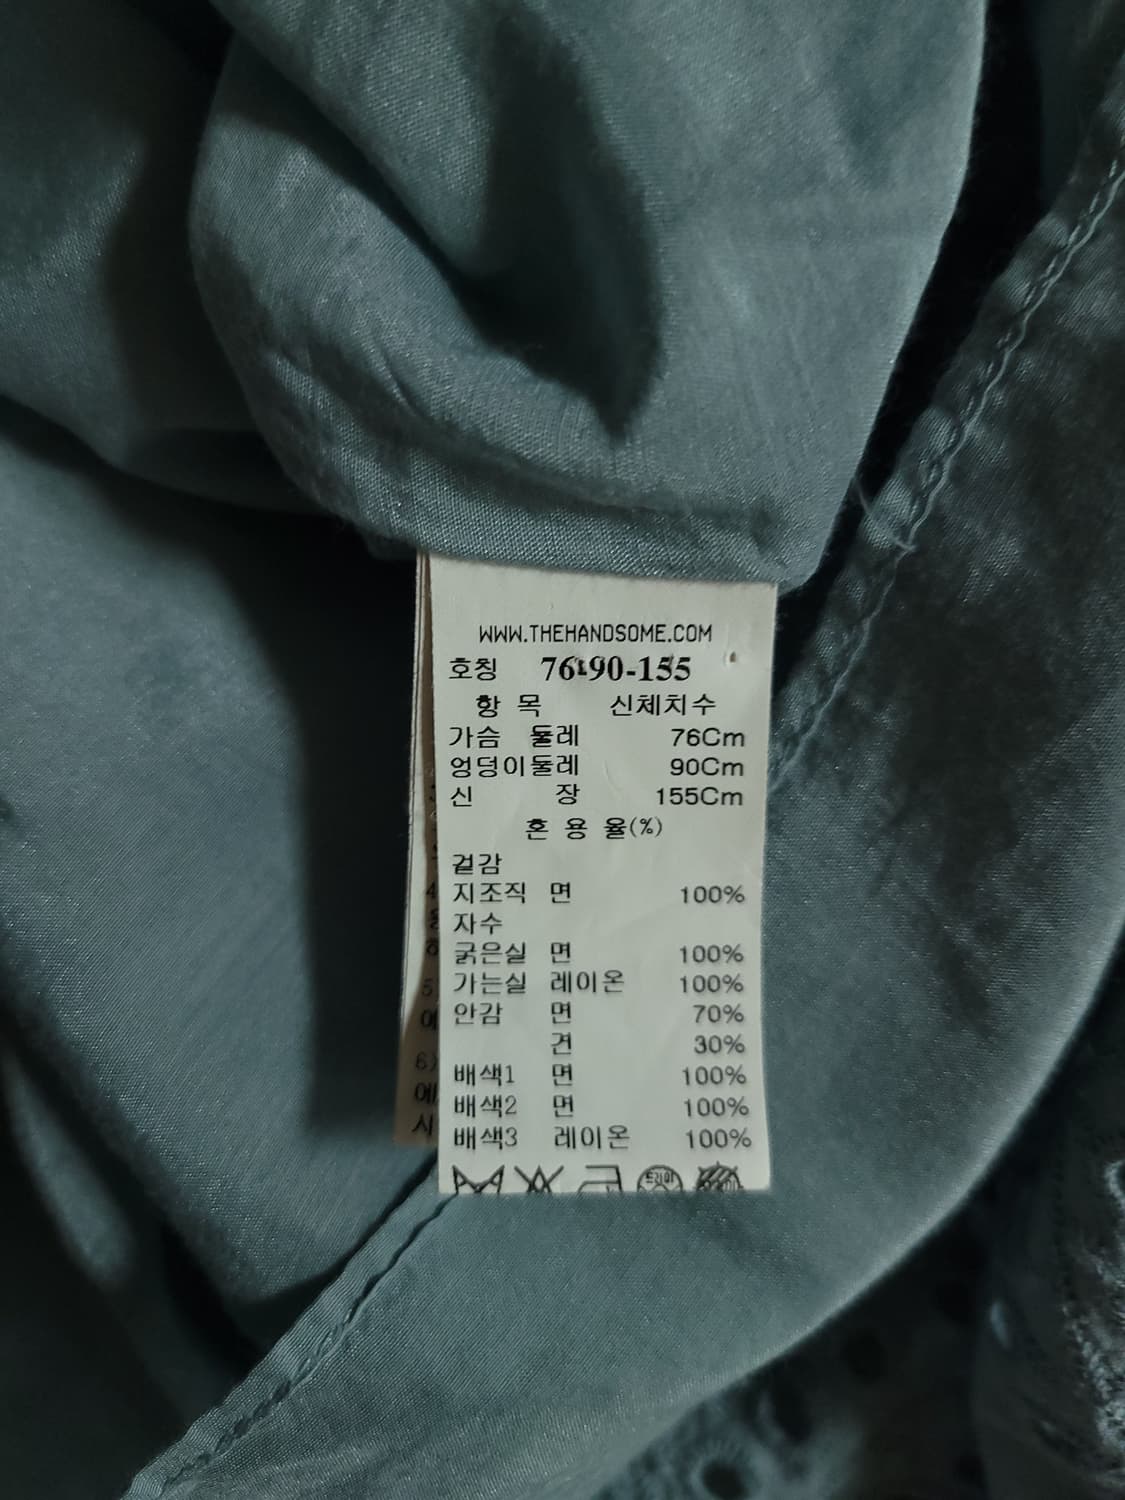 WWW.THEHANDSOME.COM
호칭 76-90-155
항 목 신체치수
가슴 둘레 76Cm
엉덩이둘레 90Cm
신 장 155Cm
혼 용 율(%)
겉감
지조직 면 100%
자수
굵은실 면 100%
가는실 레이온 100%
안감 면 70%
견 30%
배색1 면 100%
배색2 면 100%
배색3 레이온 100%
드라이